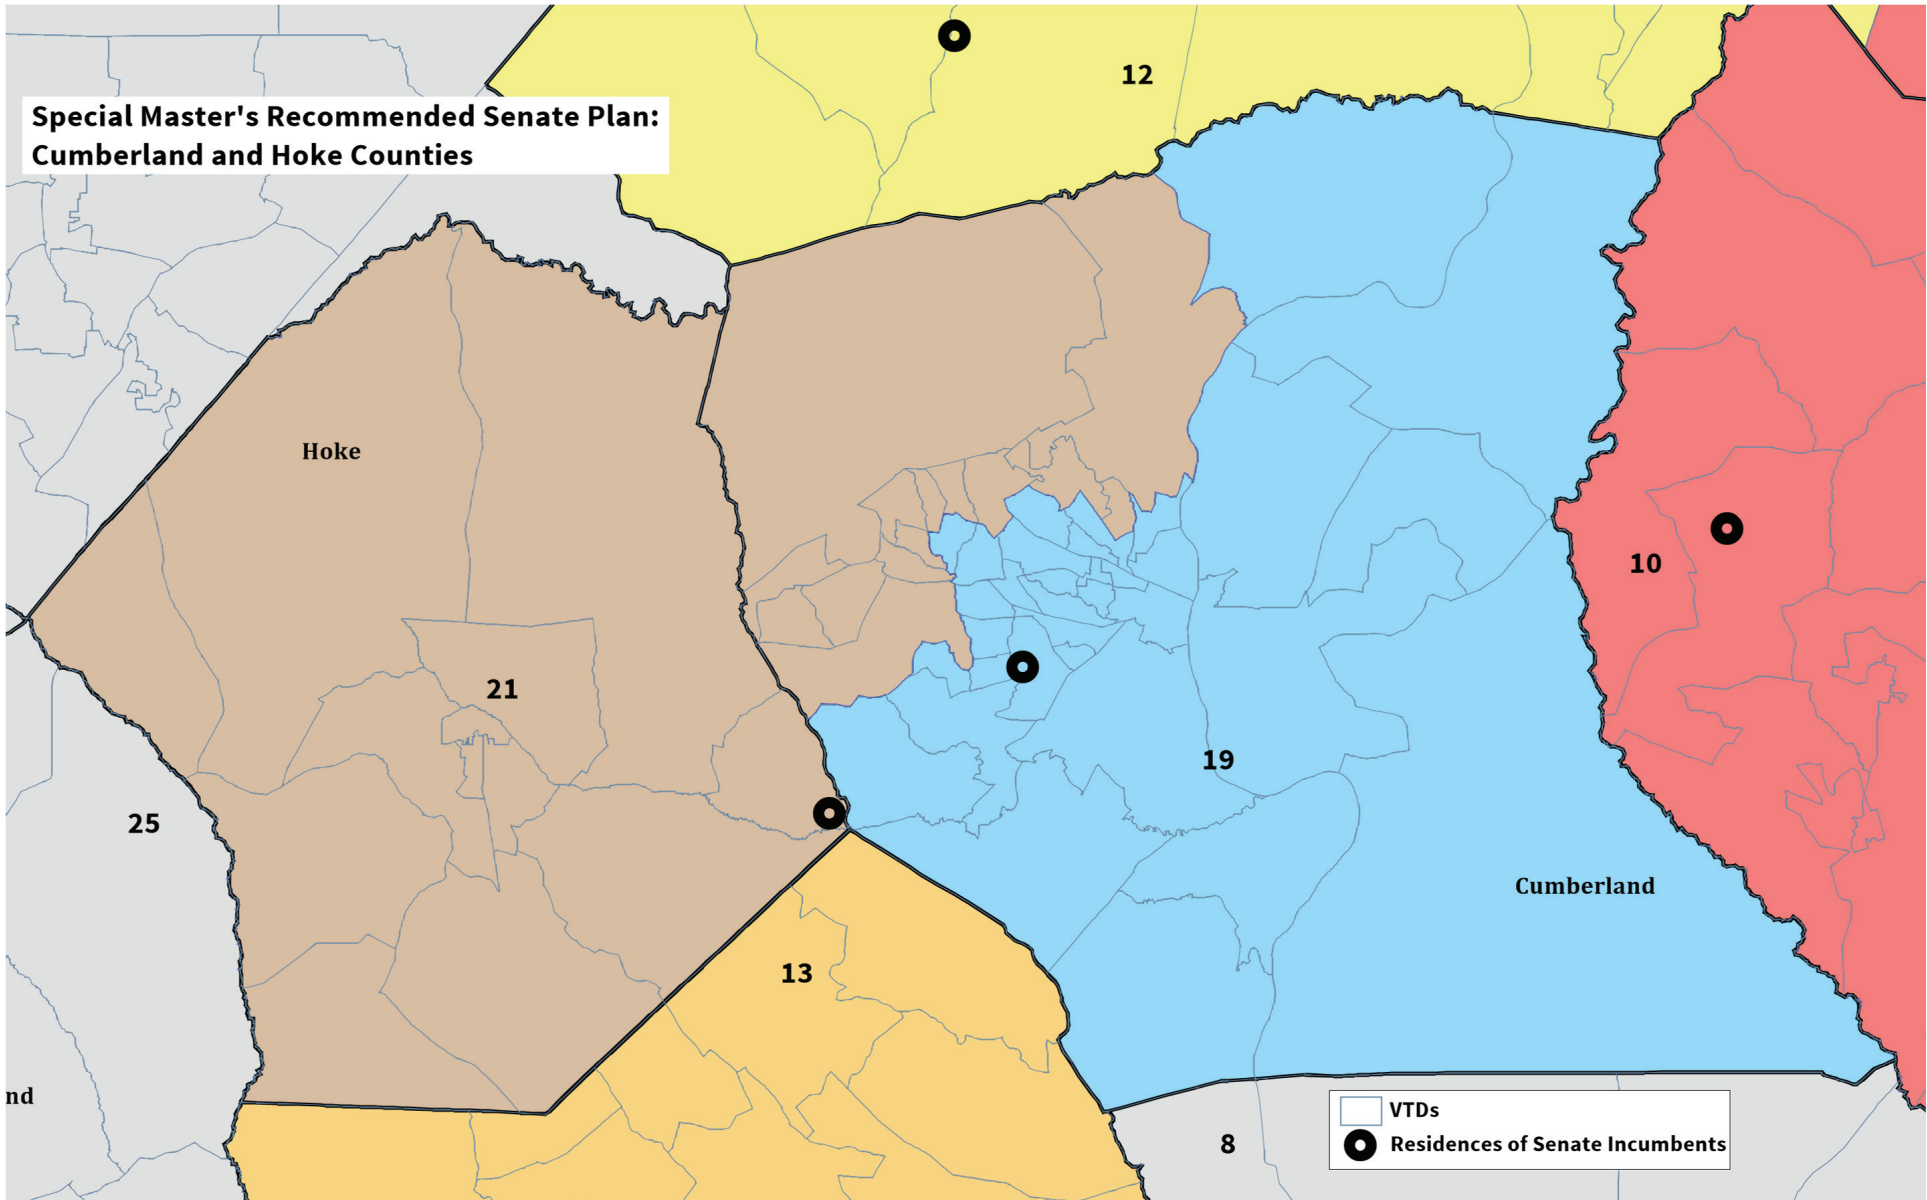 12
Special Master's Recommended Senate Plan:
Cumberland and Hoke Counties
Hoke
10
21
19
25
Cumberland
13
nd
VTDs
8
Residences of Senate Incumbents